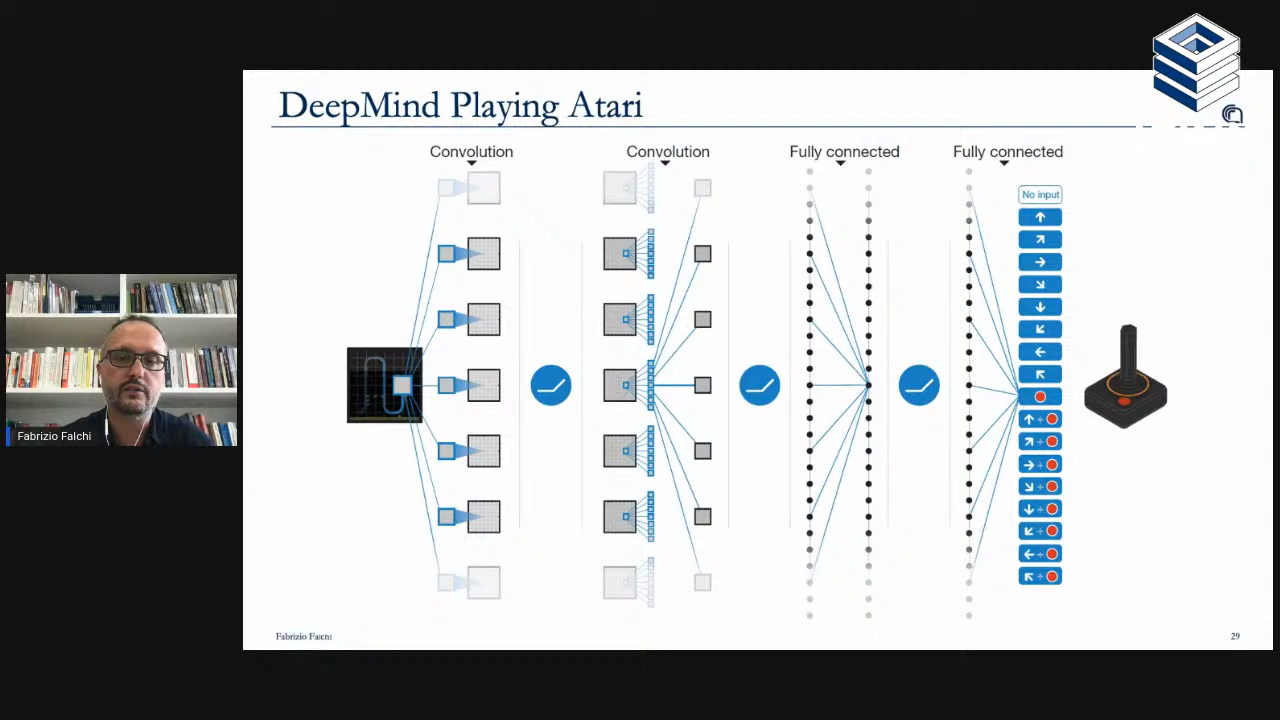 DeepMind Playing Atari
Convolution
Convolution
Fully connected
Fully connected
No input
Fabrizio Falchi
Fabrizio Falchi
29